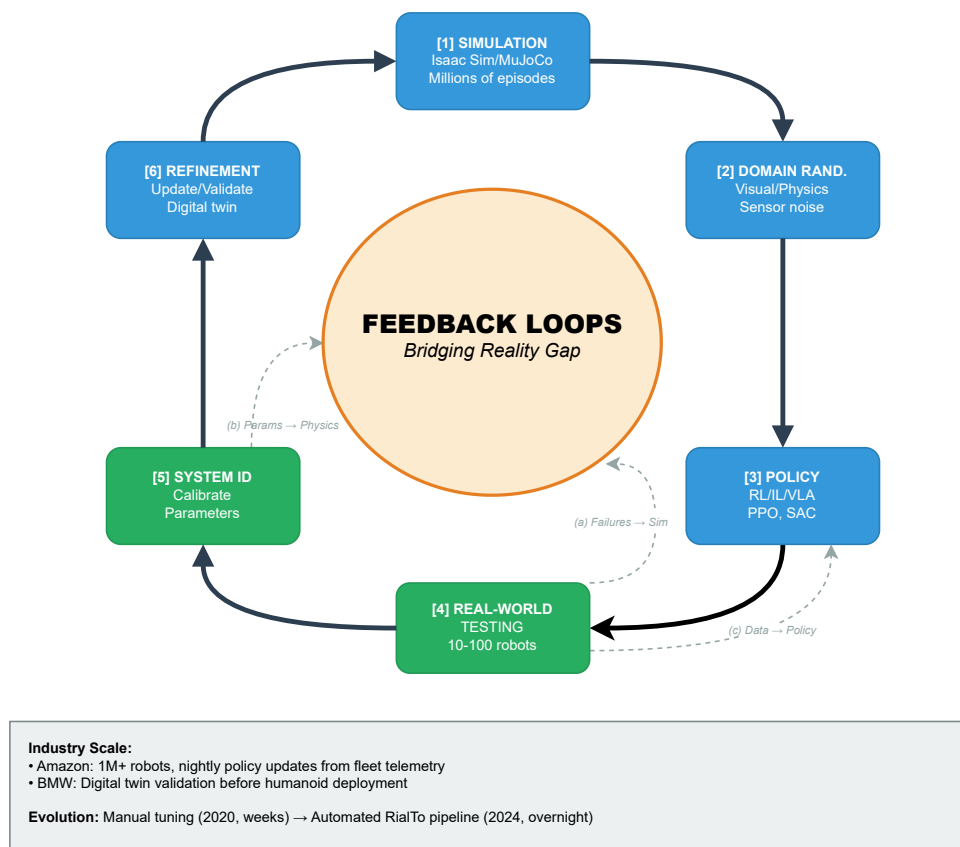 [1] SIMULATION
Isaac Sim/MuJoCo
Millions of episodes
[6] REFINEMENT
Update/Validate
Digital twin
[2] DOMAIN RAND.
Visual/Physics
Sensor noise
FEEDBACK LOOPS
Bridging Reality Gap
(b) Params → Physics
[5] SYSTEM ID
Calibrate
Parameters
[3] POLICY
RL/IL/VLA
PPO, SAC
(a) Failures → Sim
[4] REAL-WORLD
TESTING
10-100 robots
(c) Data → Policy
Industry Scale:
• Amazon: 1M+ robots, nightly policy updates from fleet telemetry
• BMW: Digital twin validation before humanoid deployment
Evolution: Manual tuning (2020, weeks) → Automated RialTo pipeline (2024, overnight)